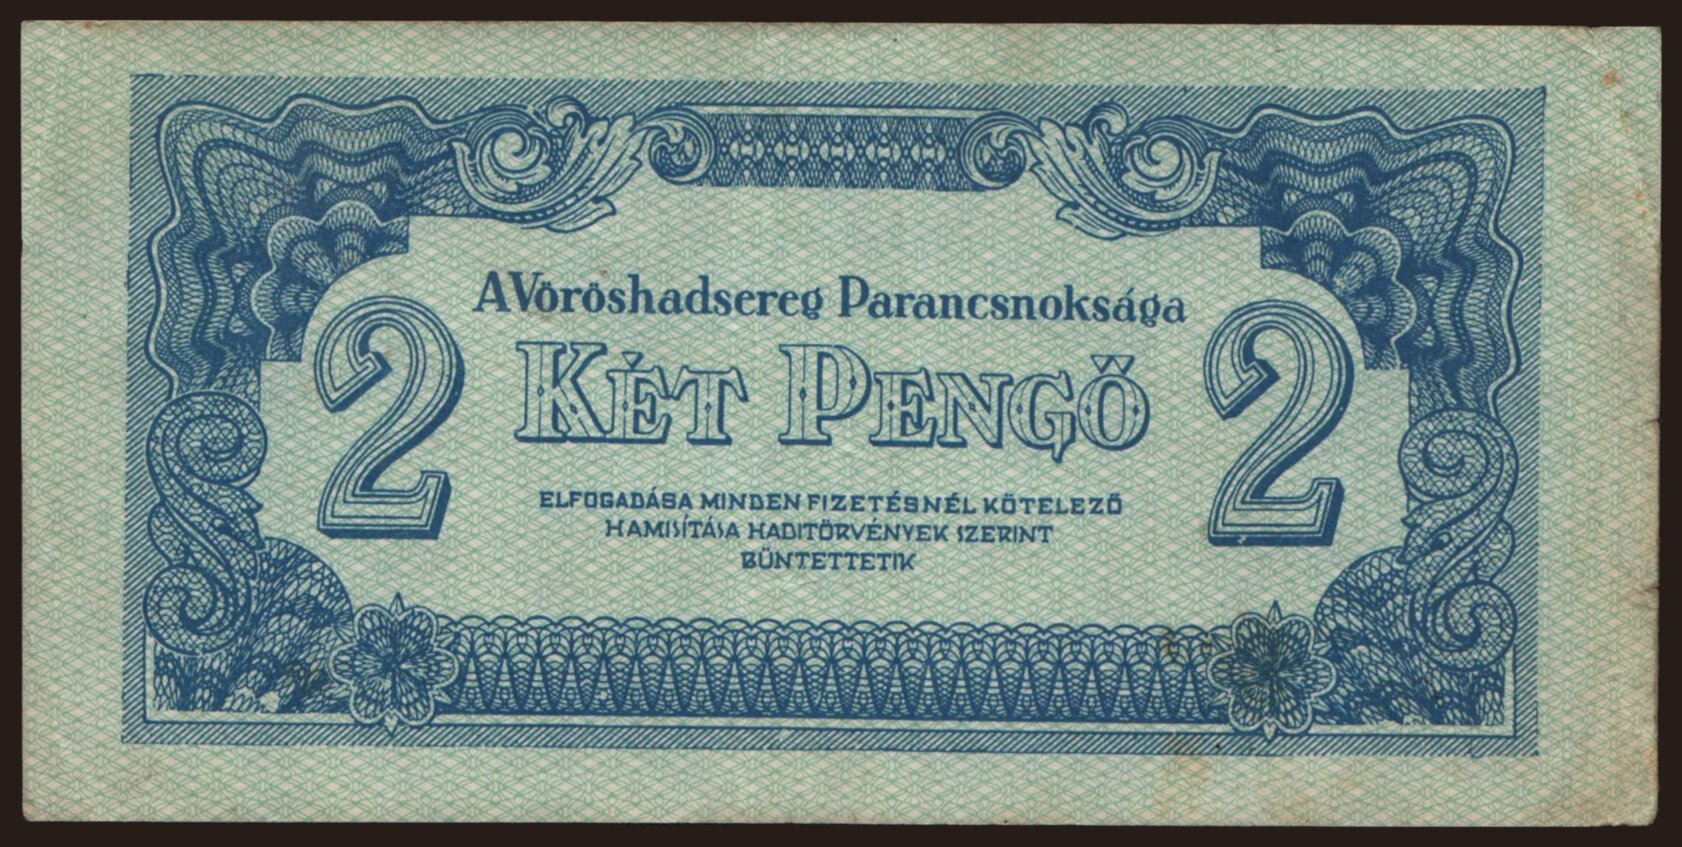 A Vöröshadsereg Parancsnoksága
2 KÉT PENGŐ 2
ELFOGADÁSA MINDEN FIZETÉSNÉL KÖTELEZŐ
HAMISÍTÁSA HADITÖRVÉNYEK SZERINT
BÜNTETTETIK